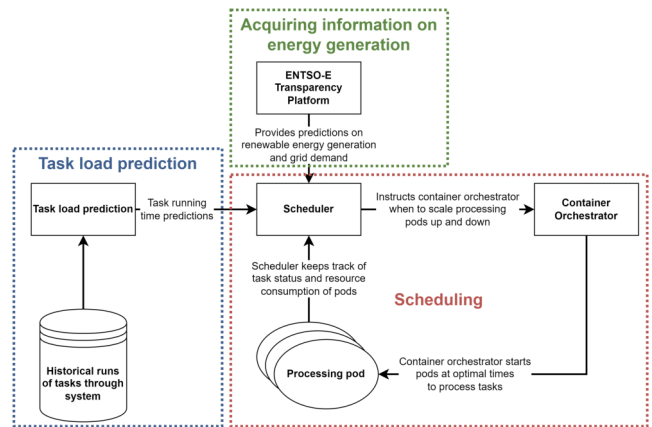 Acquiring information on
energy generation
ENTSO-E
Transparency
Platform
Provides predictions on
renewable energy generation
and grid demand
Task load prediction
Task load prediction
Task running
time predictions
Scheduler
Instructs container orchestrator
when to scale processing
pods up and down
Container
Orchestrator
Scheduler keeps track of
task status and resource
consumption of pods
Scheduling
Historical runs
of tasks through
system
Processing pod
Container orchestrator starts
pods at optimal times
to process tasks